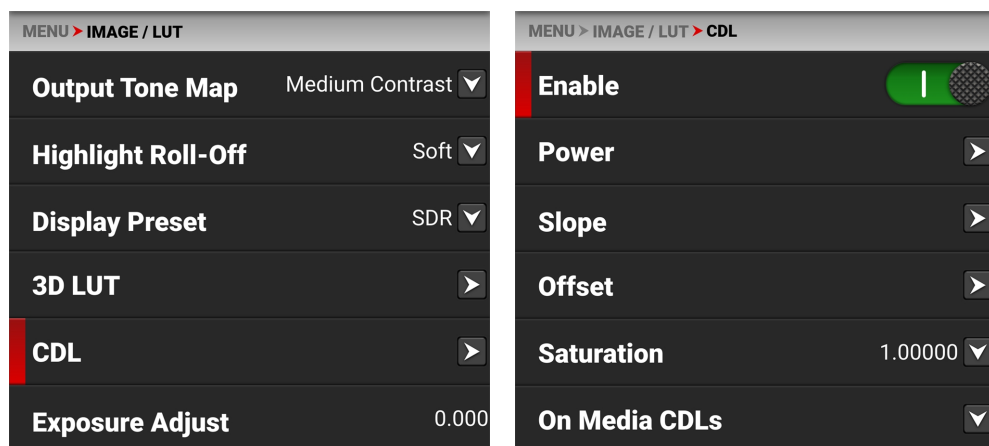 MENU > IMAGE / LUT
Output Tone Map Medium Contrast
Highlight Roll-Off Soft
Display Preset SDR
3D LUT
CDL
Exposure Adjust 0.000
MENU > IMAGE / LUT > CDL
Enable
Power
Slope
Offset
Saturation 1.00000
On Media CDLs